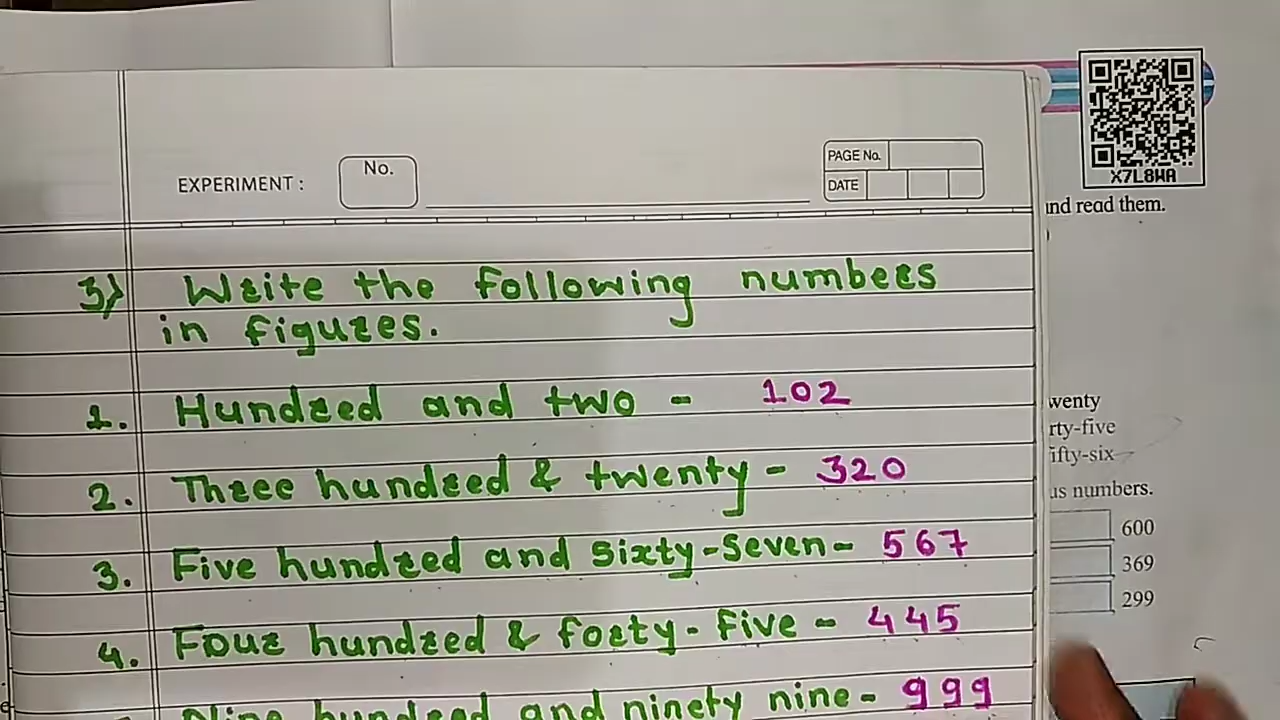 X7L8WA
EXPERIMENT :
No.
PAGE No.
DATE
and read them.
3) Write the following numbers
in figures.
1. Hundred and two - 102
2. Three hundred & twenty - 320
3. Five hundred and sixty-seven - 567
4. Four hundred & forty-five - 445
Nine hundred and ninety nine - 999
wenty
rty-five
ifty-six
us numbers.
600
369
299